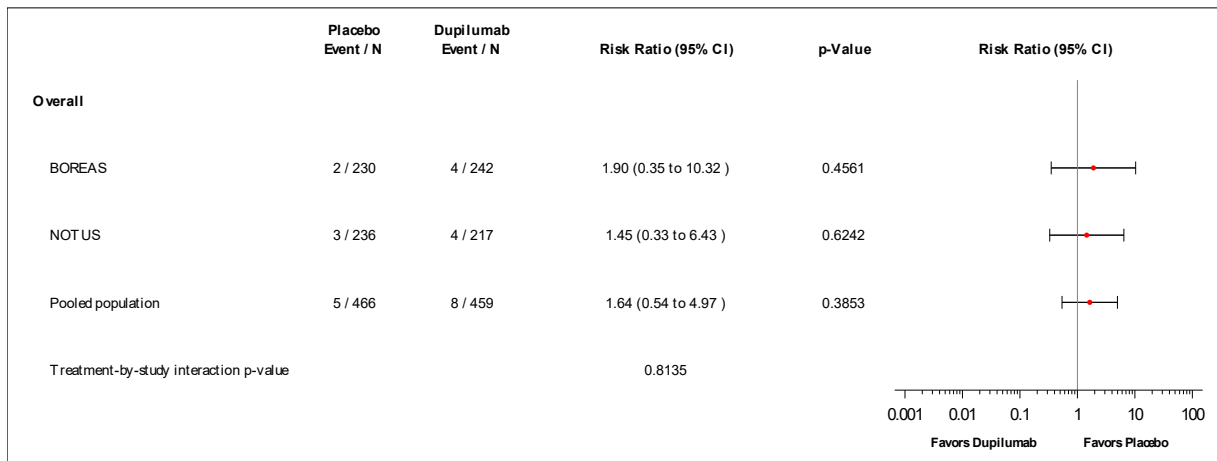 Placebo Dupilumab
Event / N Event / N Risk Ratio (95% CI) p-Value Risk Ratio (95% CI)
Overall
BOREAS 2 / 230 4 / 242 1.90 (0.35 to 10.32 ) 0.4561
NOTUS 3 / 236 4 / 217 1.45 (0.33 to 6.43 ) 0.6242
Pooled population 5 / 466 8 / 459 1.64 (0.54 to 4.97 ) 0.3853
Treatment-by-study interaction p-value 0.8135
0.001 0.01 0.1 1 10 100
Favors Dupilumab Favors Placebo